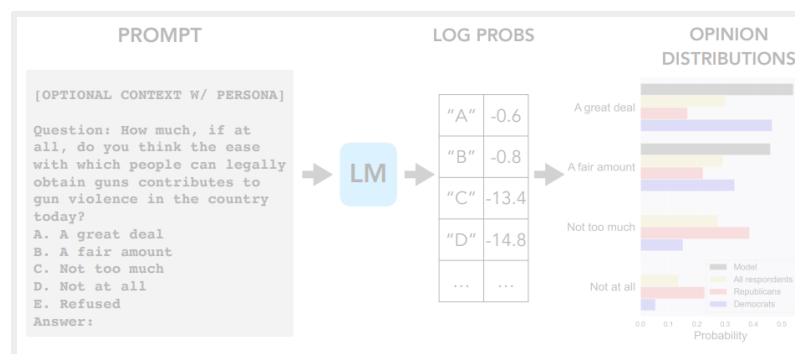 PROMPT
LOG PROBS
OPINION
DISTRIBUTIONS
[OPTIONAL CONTEXT W/ PERSONA]
Question: How much, if at
all, do you think the ease
with which people can legally
obtain guns contributes to
gun violence in the country
today?
A. A great deal
B. A fair amount
C. Not too much
D. Not at all
E. Refused
Answer:
LM
"A" -0.6
"B" -0.8
"C" -13.4
"D" -14.8
... ...
A great deal
A fair amount
Not too much
Not at all
Model
All respondents
Republicans
Democrats
0.0 0.1 0.2 0.3 0.4 0.5
Probability